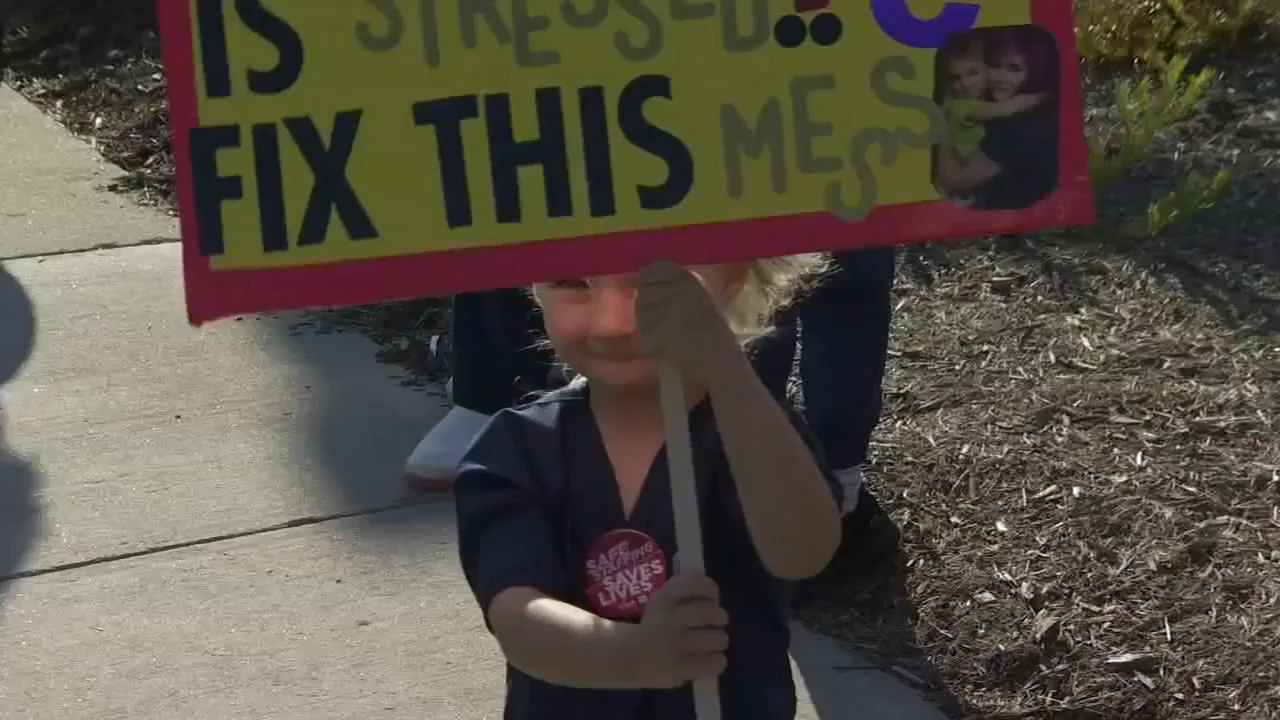 IS STRESSED!! C
FIX THIS MESS
SAFE
STAFFING
SAVES
LIVES